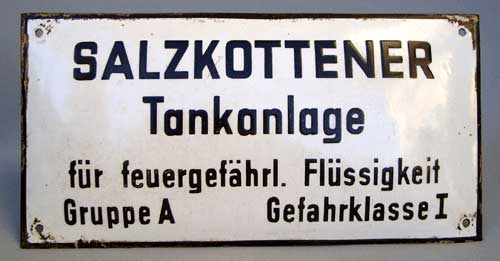 SALZKOTTENER
Tankanlage
für feuergefährl. Flüssigkeit
Gruppe A Gefahrklasse I